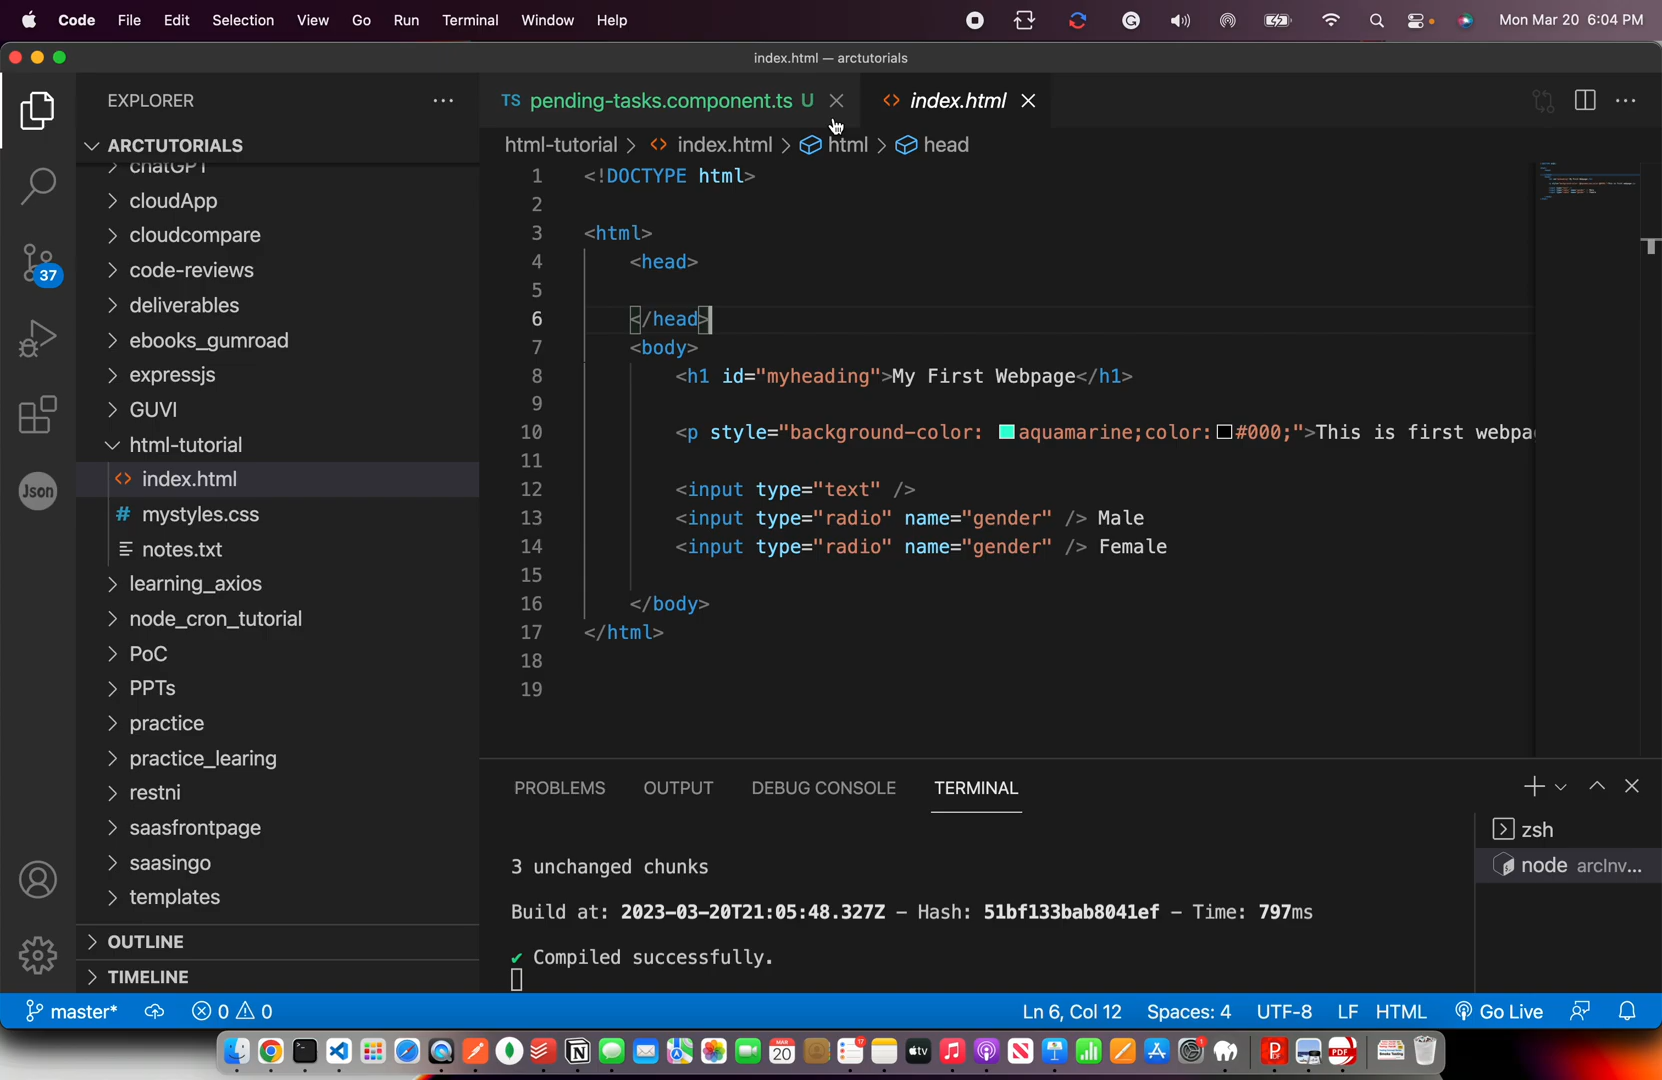 Code File Edit Selection View Go Run Terminal Window Help Mon Mar 20 6:04 PM
index.html — arctutorials
EXPLORER
TS pending-tasks.component.ts U
<> index.html
ARCTUTORIALS
html-tutorial > <> index.html > html > head
chatGPT
cloudApp
cloudcompare
code-reviews
deliverables
ebooks_gumroad
expressjs
GUVI
html-tutorial
<> index.html
# mystyles.css
notes.txt
learning_axios
node_cron_tutorial
PoC
PPTs
practice
practice_learing
restni
saasfrontpage
saasingo
templates
OUTLINE
TIMELINE
37
Json
1 <!DOCTYPE html>
2
3 <html>
4 <head>
5
6 </head>
7 <body>
8 <h1 id="myheading">My First Webpage</h1>
9
10 <p style="background-color: aquamarine;color: #000;">This is first webpa
11
12 <input type="text" />
13 <input type="radio" name="gender" /> Male
14 <input type="radio" name="gender" /> Female
15
16 </body>
17 </html>
18
19
PROBLEMS OUTPUT DEBUG CONSOLE TERMINAL
zsh
node arcInv...
3 unchanged chunks
Build at: 2023-03-20T21:05:48.327Z - Hash: 51bf133bab8041ef - Time: 797ms
✔ Compiled successfully.
master* 0 0 Ln 6, Col 12 Spaces: 4 UTF-8 LF HTML Go Live